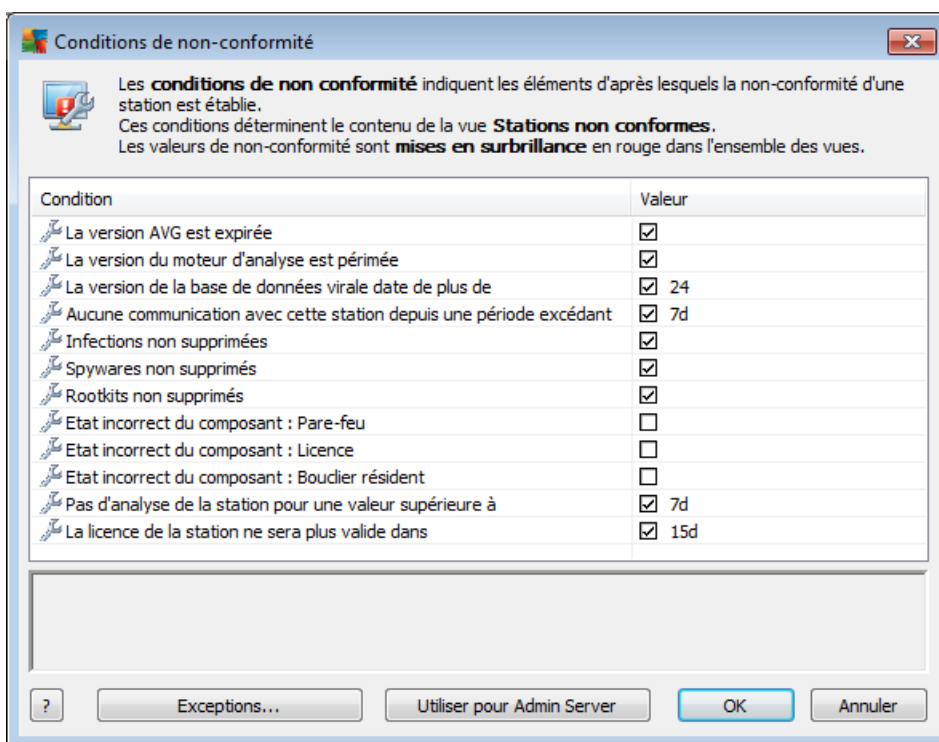 Conditions de non-conformité
Les conditions de non conformité indiquent les éléments d'après lesquels la non-conformité d'une
station est établie.
Ces conditions déterminent le contenu de la vue Stations non conformes.
Les valeurs de non-conformité sont mises en surbrillance en rouge dans l'ensemble des vues.
Condition Valeur
La version AVG est expirée
La version du moteur d'analyse est périmée
La version de la base de données virale date de plus de 24
Aucune communication avec cette station depuis une période excédant 7d
Infections non supprimées
Spywares non supprimés
Rootkits non supprimés
Etat incorrect du composant : Pare-feu
Etat incorrect du composant : Licence
Etat incorrect du composant : Bouclier résident
Pas d'analyse de la station pour une valeur supérieure à 7d
La licence de la station ne sera plus valide dans 15d
? Exceptions... Utiliser pour Admin Server OK Annuler